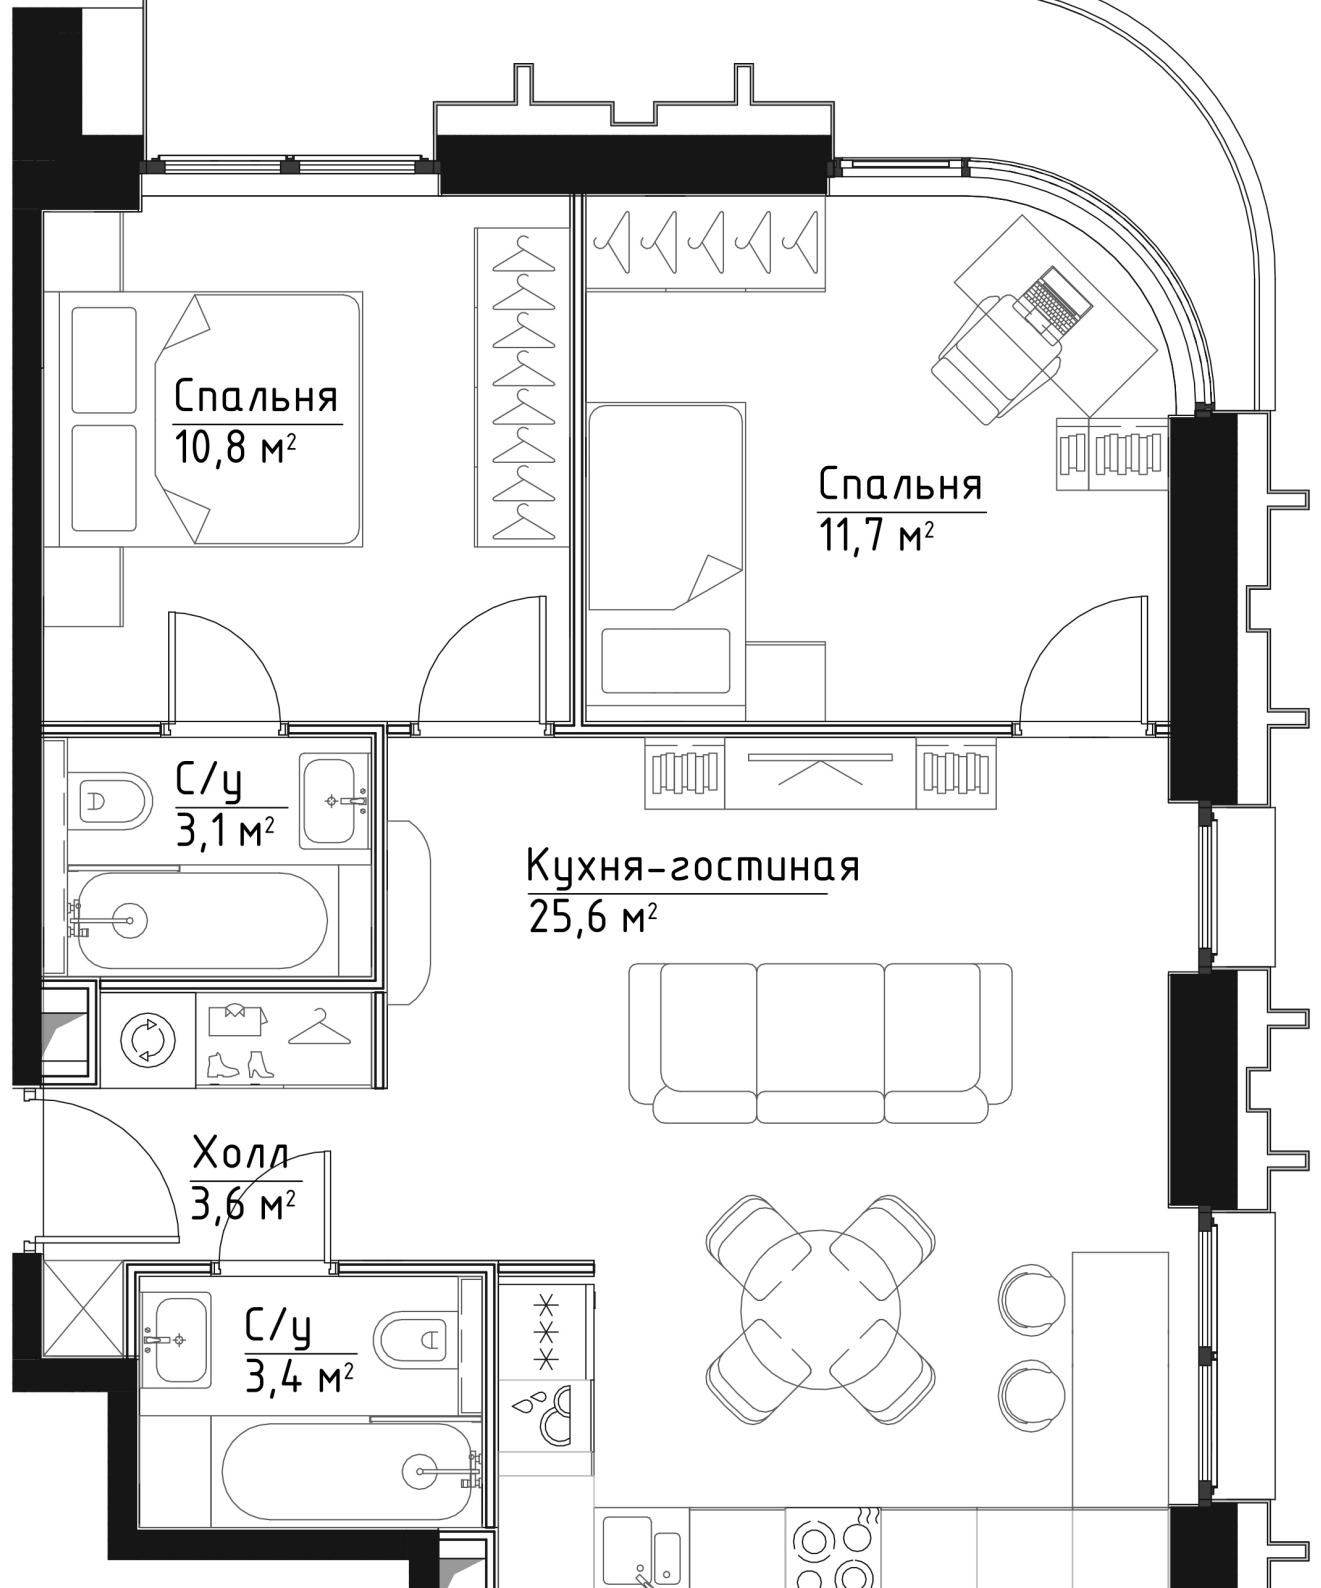 Спальня
10,8 м²
Спальня
11,7 м²
С/у
3,1 м²
Кухня-гостиная
25,6 м²
Холл
3,6 м²
С/у
3,4 м²